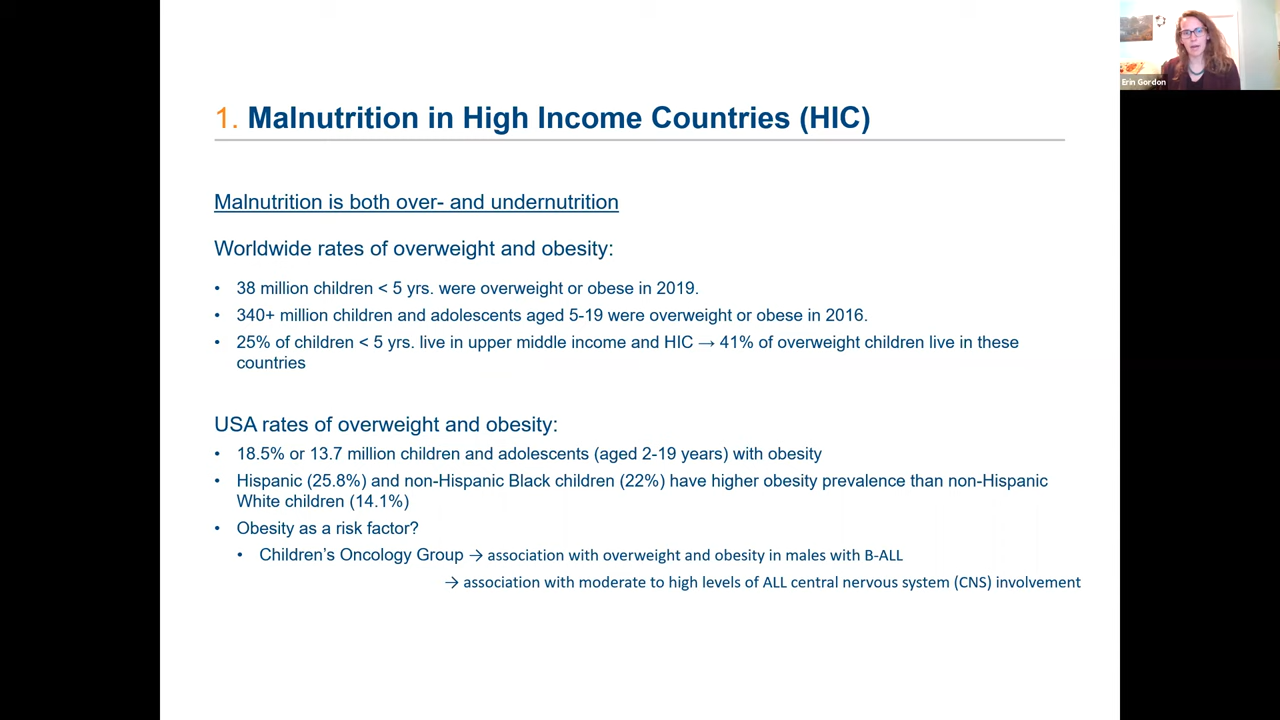 Erin Gordon
1. Malnutrition in High Income Countries (HIC)
Malnutrition is both over- and undernutrition
Worldwide rates of overweight and obesity:
• 38 million children < 5 yrs. were overweight or obese in 2019.
• 340+ million children and adolescents aged 5-19 were overweight or obese in 2016.
• 25% of children < 5 yrs. live in upper middle income and HIC → 41% of overweight children live in these
countries
USA rates of overweight and obesity:
• 18.5% or 13.7 million children and adolescents (aged 2-19 years) with obesity
• Hispanic (25.8%) and non-Hispanic Black children (22%) have higher obesity prevalence than non-Hispanic
White children (14.1%)
• Obesity as a risk factor?
• Children’s Oncology Group → association with overweight and obesity in males with B-ALL
→ association with moderate to high levels of ALL central nervous system (CNS) involvement